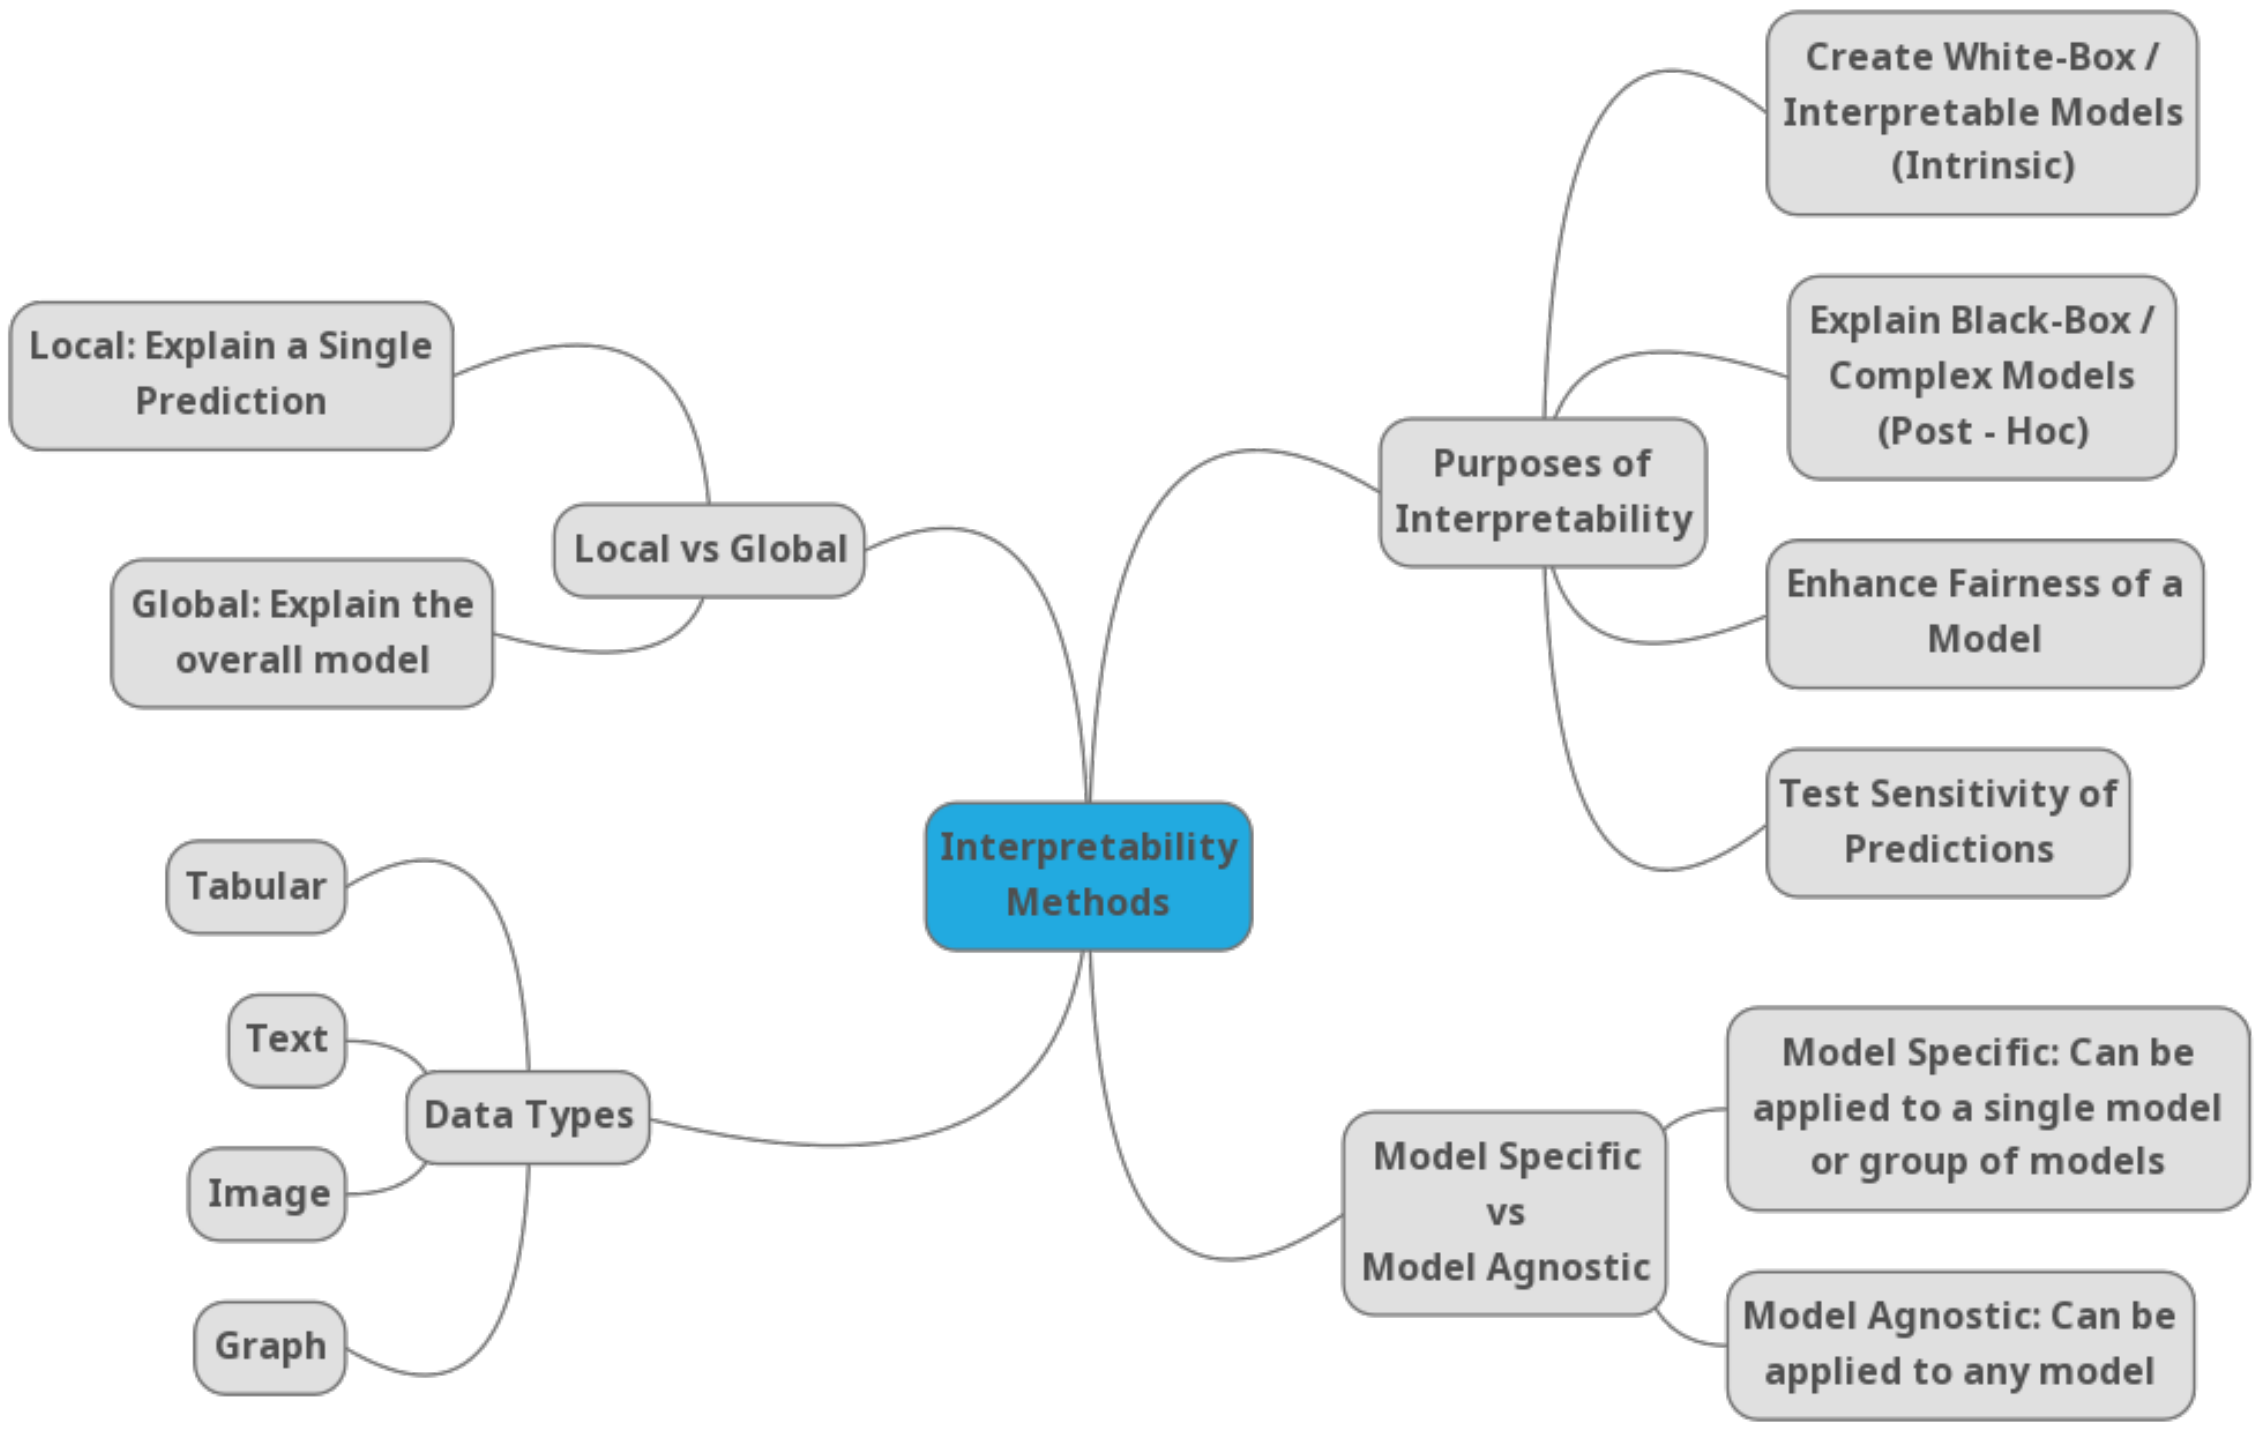 Create White-Box /
Interpretable Models
(Intrinsic)
Explain Black-Box /
Complex Models
(Post - Hoc)
Purposes of
Interpretability
Enhance Fairness of a
Model
Test Sensitivity of
Predictions
Local: Explain a Single
Prediction
Local vs Global
Global: Explain the
overall model
Interpretability
Methods
Tabular
Text
Data Types
Image
Graph
Model Specific
vs
Model Agnostic
Model Specific: Can be
applied to a single model
or group of models
Model Agnostic: Can be
applied to any model